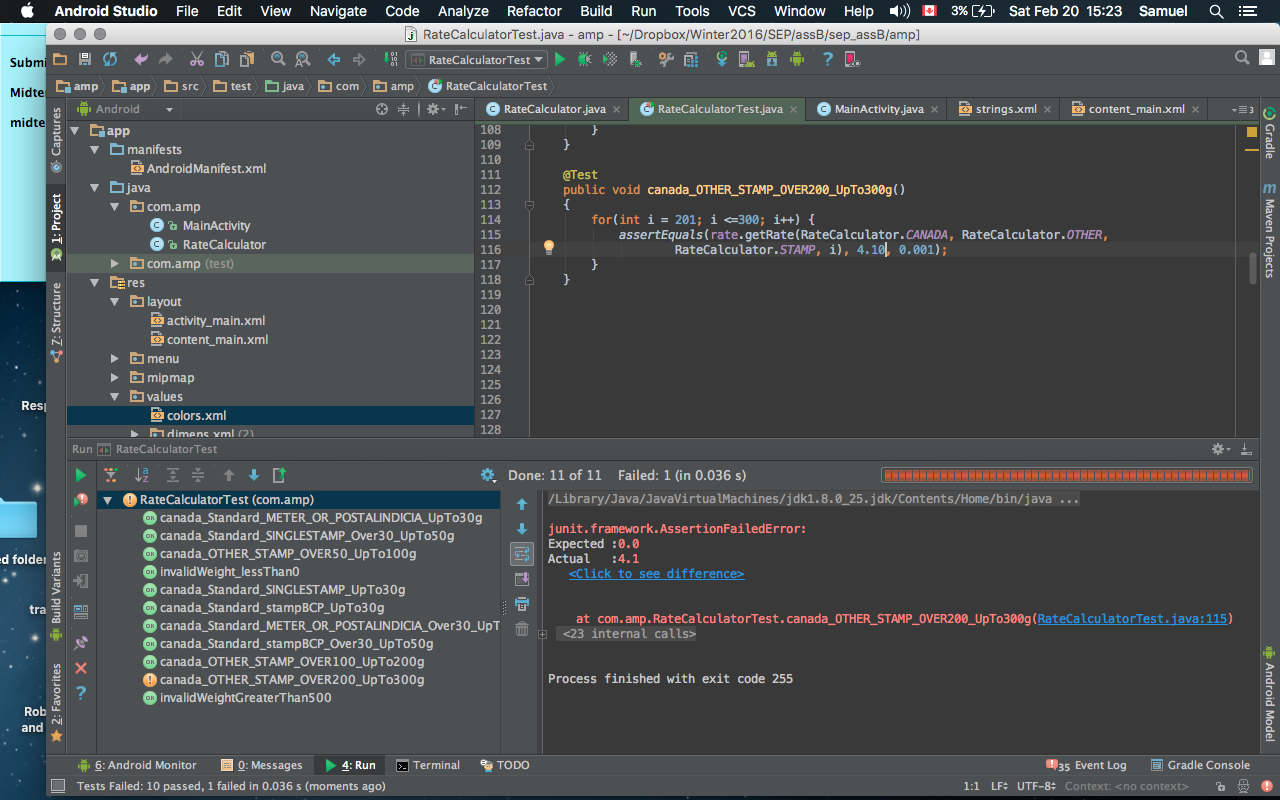 Android Studio File Edit View Navigate Code Analyze Refactor Build Run Tools VCS Window Help 3% Sat Feb 20 15:23 Samuel
RateCalculatorTest.java - amp - [~/Dropbox/Winter2016/SEP/assB/sep_assB/amp]
RateCalculatorTest
amp app src test java com amp RateCalculatorTest
Android
RateCalculator.java RateCalculatorTest.java MainActivity.java strings.xml content_main.xml
3
Submi
Midte
midte
Resp
ed folder
tra
Rob
and
Captures
1: Project
7: Structure
Build Variants
2: Favorites
app
manifests
AndroidManifest.xml
java
com.amp
MainActivity
RateCalculator
com.amp (test)
res
layout
activity_main.xml
content_main.xml
menu
mipmap
values
colors.xml
dimens.xml (2)
108 }
109 }
110
111 @Test
112 public void canada_OTHER_STAMP_OVER200_UpTo300g()
113 {
114 for(int i = 201; i <=300; i++) {
115 assertEquals(rate.getRate(RateCalculator.CANADA, RateCalculator.OTHER,
116 RateCalculator.STAMP, i), 4.10, 0.001);
117 }
118 }
119
120
121
122
123
124
125
126
127
128
Gradle
Maven Projects
Android Model
Run RateCalculatorTest
Done: 11 of 11 Failed: 1 (in 0.036 s)
RateCalculatorTest (com.amp)
canada_Standard_METER_OR_POSTALINDICIA_UpTo30g
canada_Standard_SINGLESTAMP_Over30_UpTo50g
canada_OTHER_STAMP_OVER50_UpTo100g
invalidWeight_lessThan0
canada_Standard_SINGLESTAMP_UpTo30g
canada_Standard_stampBCP_UpTo30g
canada_Standard_METER_OR_POSTALINDICIA_Over30_UpT
canada_Standard_stampBCP_Over30_UpTo50g
canada_OTHER_STAMP_OVER100_UpTo200g
canada_OTHER_STAMP_OVER200_UpTo300g
invalidWeightGreaterThan500
/Library/Java/JavaVirtualMachines/jdk1.8.0_25.jdk/Contents/Home/bin/java ...
junit.framework.AssertionFailedError:
Expected :0.0
Actual :4.1
<Click to see difference>
at com.amp.RateCalculatorTest.canada_OTHER_STAMP_OVER200_UpTo300g(RateCalculatorTest.java:115)
<23 internal calls>
Process finished with exit code 255
6: Android Monitor 0: Messages 4: Run Terminal TODO 35 Event Log Gradle Console
Tests Failed: 10 passed, 1 failed in 0.036 s (moments ago) 1:1 LF UTF-8 Context: <no context>